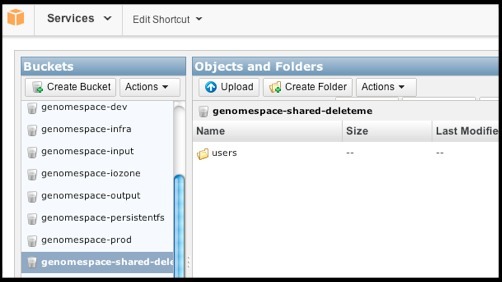 Services
Edit Shortcut
Buckets
Create Bucket
Actions
genomespace-dev
genomespace-infra
genomespace-input
genomespace-iozone
genomespace-output
genomespace-persistentfs
genomespace-prod
genomespace-shared-dele
Objects and Folders
Upload
Create Folder
Actions
genomespace-shared-deleteme
Name Size Last Modifie
users -- --